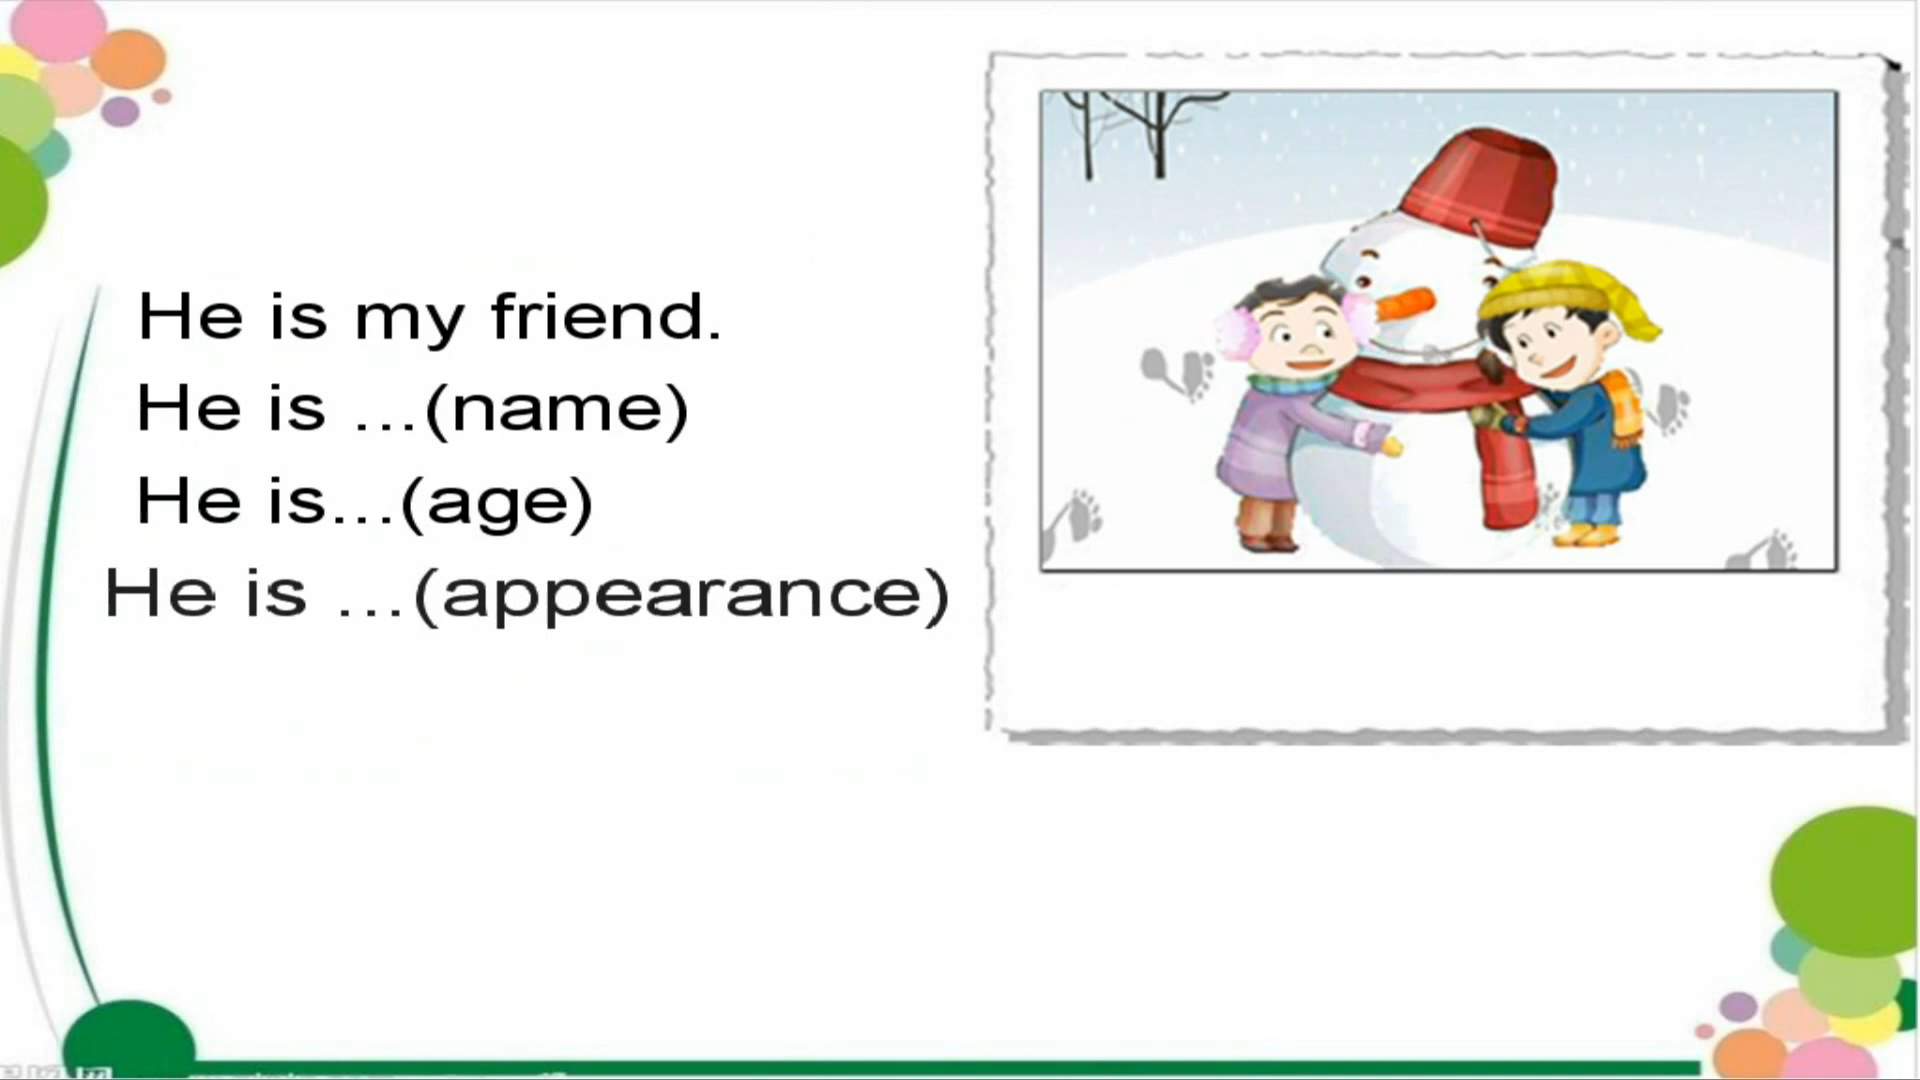 He is my friend.
He is ...(name)
He is...(age)
He is ...(appearance)